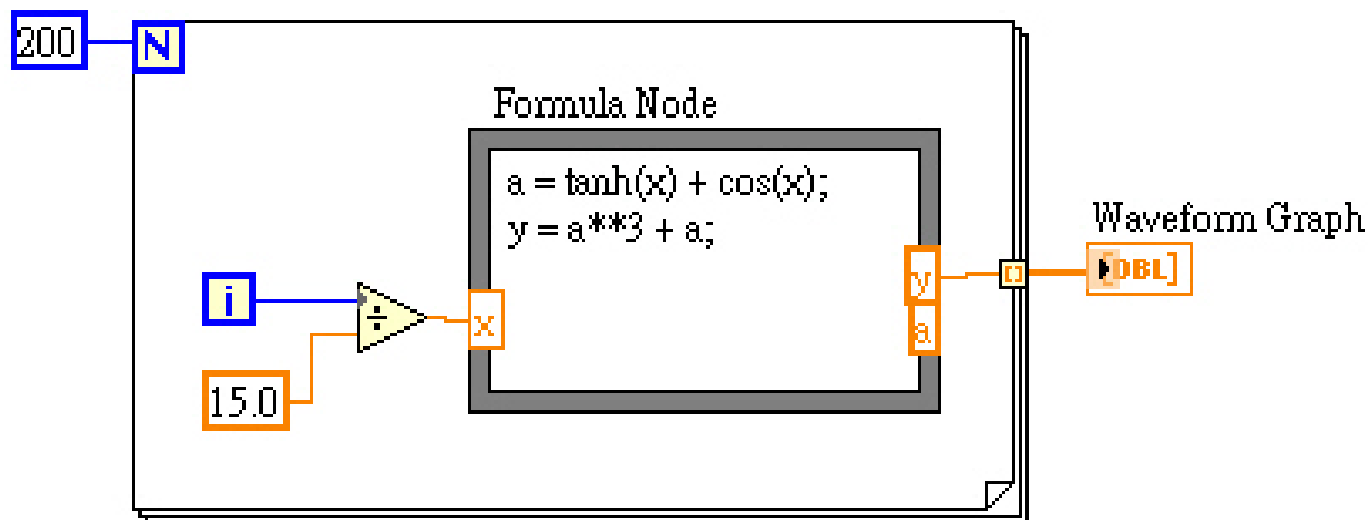 200
N
Formula Node
a = tanh(x) + cos(x);
y = a**3 + a;
Waveform Graph
[DBL]
y
i
÷
x
a
15.0